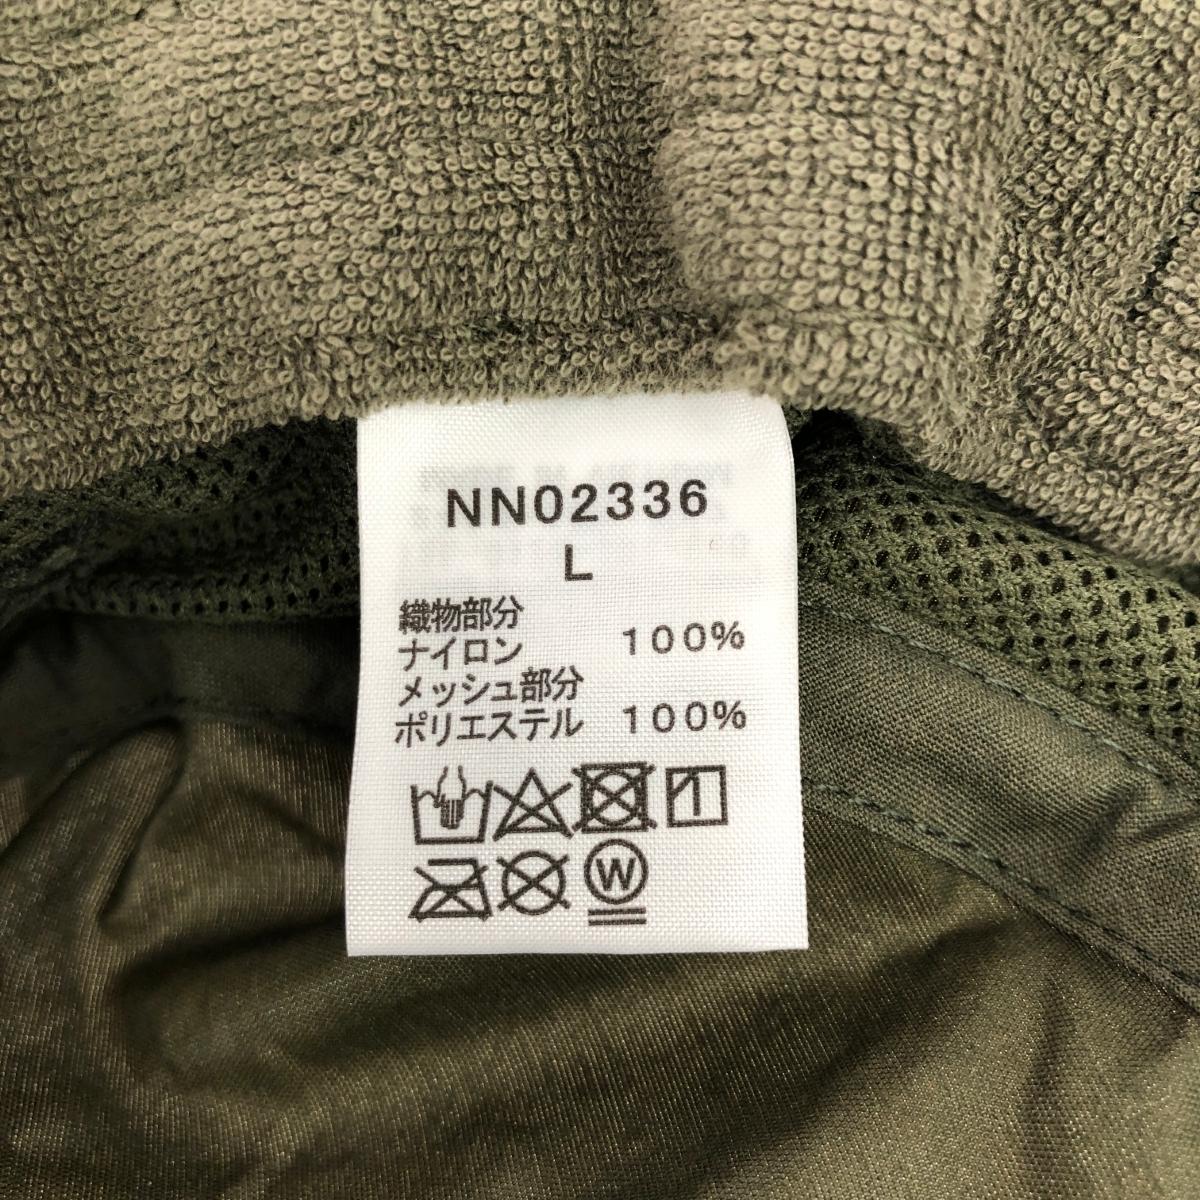 NN02336
L
織物部分
ナイロン 100%
メッシュ部分
ポリエステル 100%
W